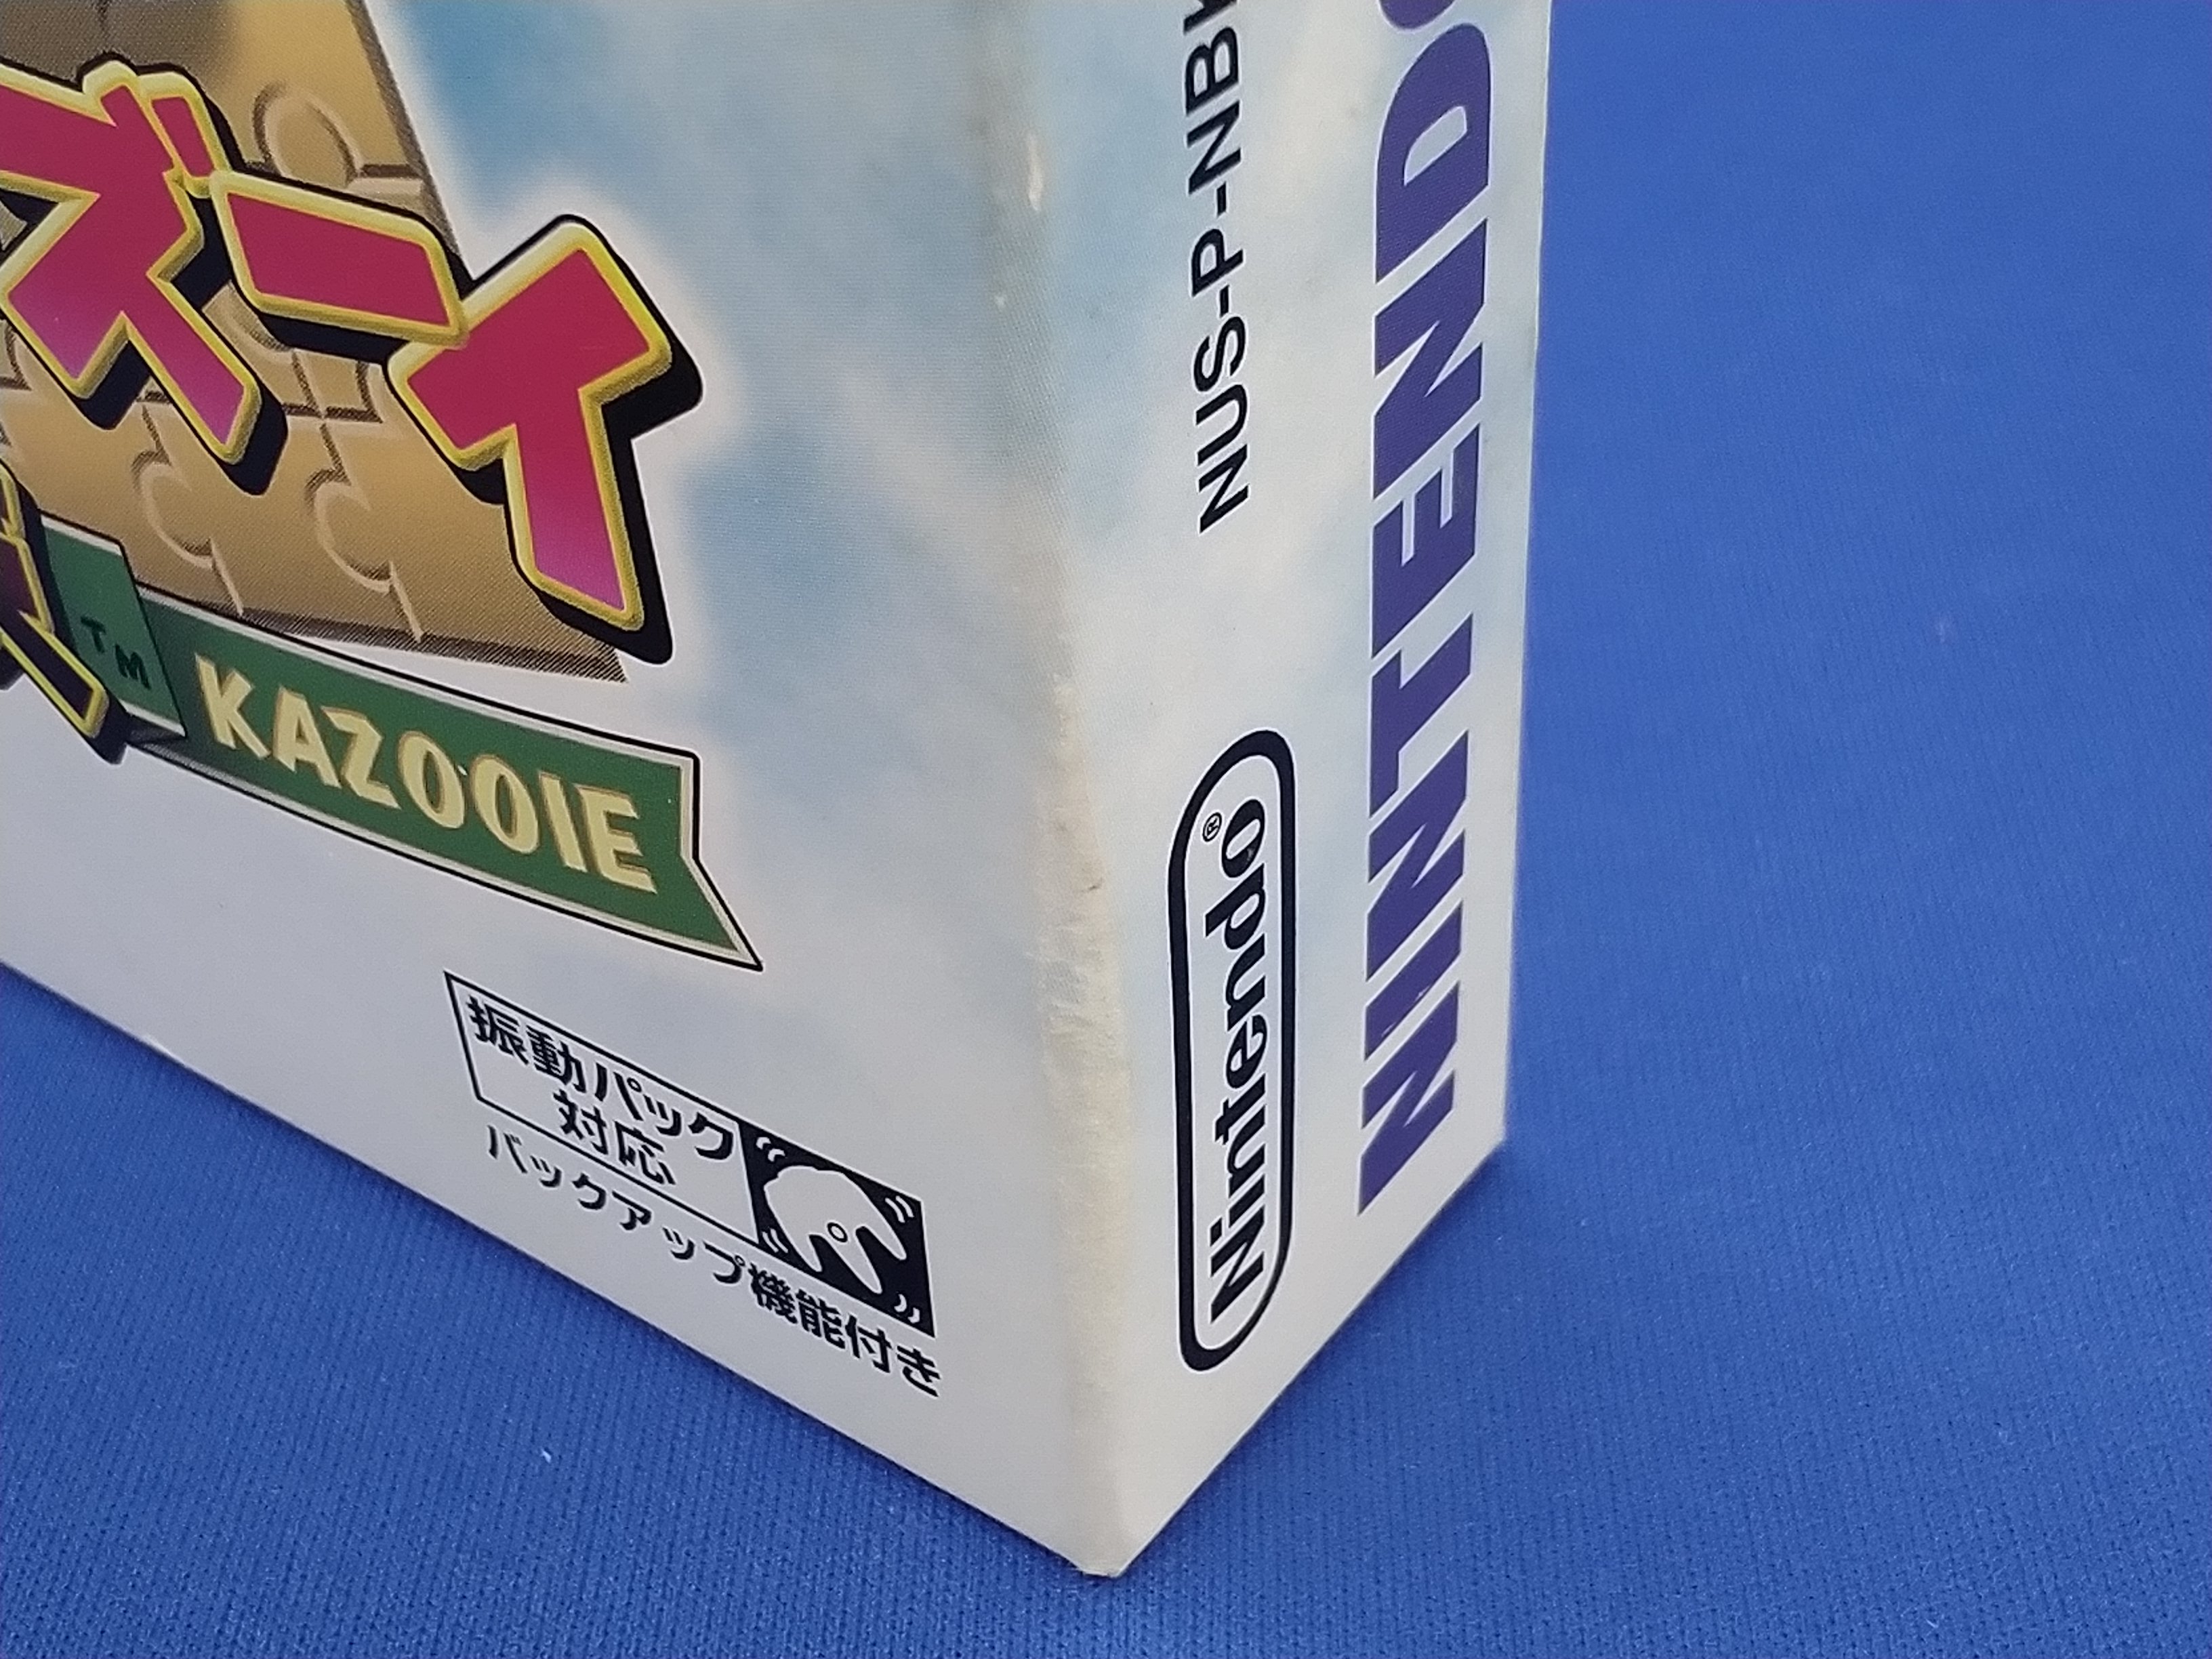 ズーイ
TM
KAZOOIE
振動パック
対応
バックアップ機能付き
NUS-P-NB
Nintendo®
NINTENDO